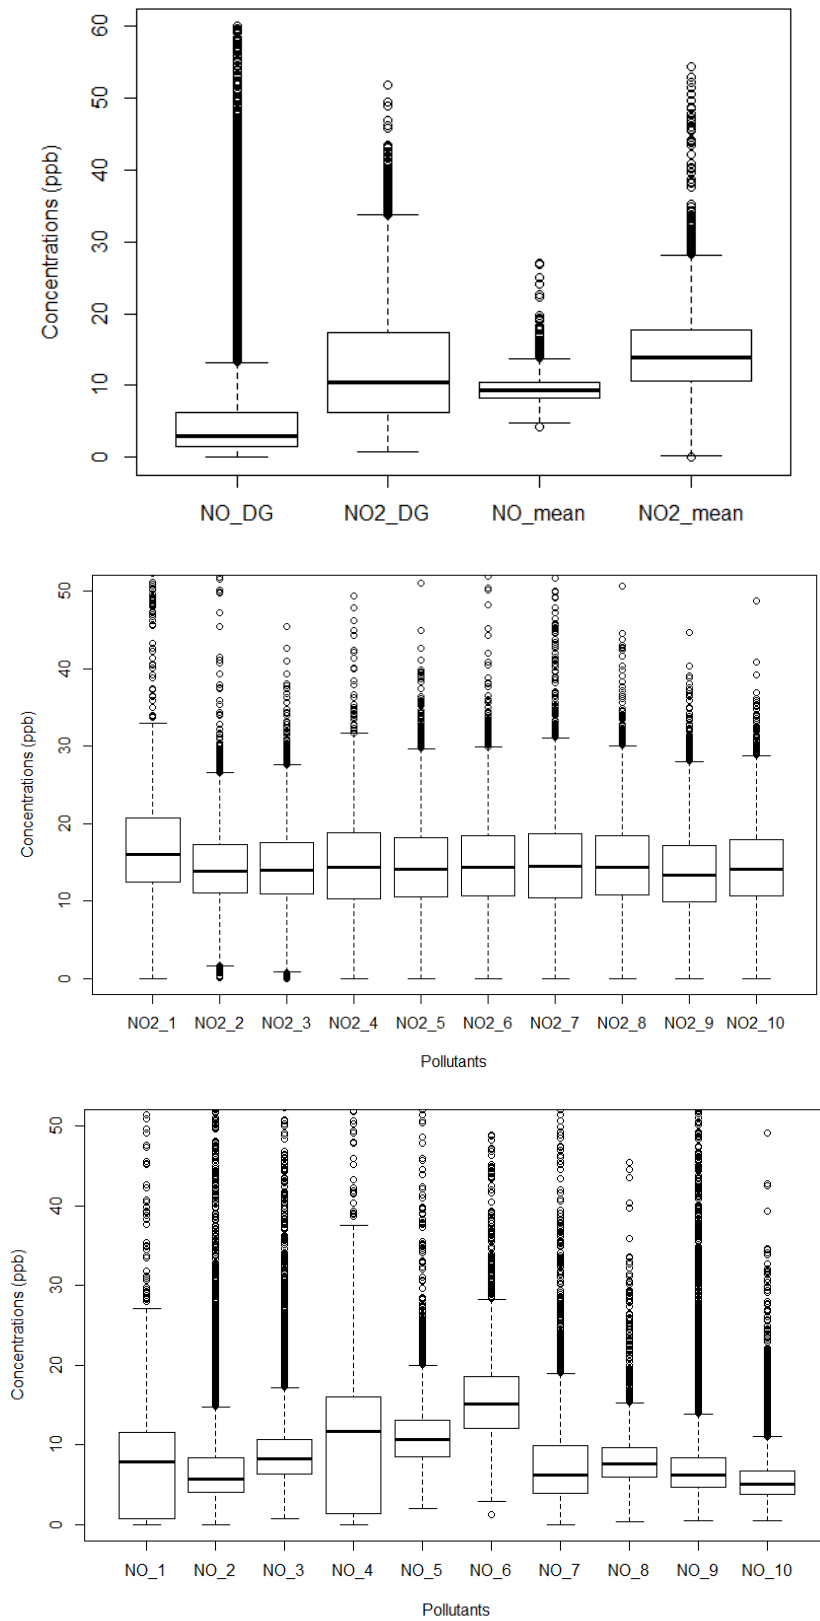 60
50
40
30
20
10
0
Concentrations (ppb)
NO_DG NO2_DG NO_mean NO2_mean
50
40
30
20
10
0
Concentrations (ppb)
NO2_1 NO2_2 NO2_3 NO2_4 NO2_5 NO2_6 NO2_7 NO2_8 NO2_9 NO2_10
Pollutants
50
40
30
20
10
0
Concentrations (ppb)
NO_1 NO_2 NO_3 NO_4 NO_5 NO_6 NO_7 NO_8 NO_9 NO_10
Pollutants